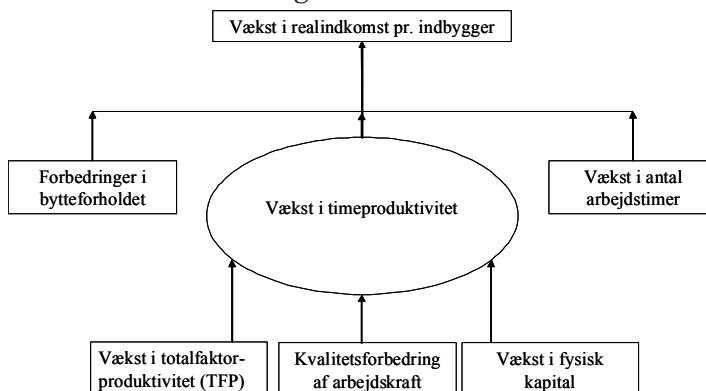 Vækst i realindkomst pr. indbygger
Forbedringer i
bytteforholdet
Vækst i timeproduktivitet
Vækst i antal
arbejdstimer
Vækst i totalfaktor-
produktivitet (TFP)
Kvalitetsforbedring
af arbejdskraft
Vækst i fysisk
kapital